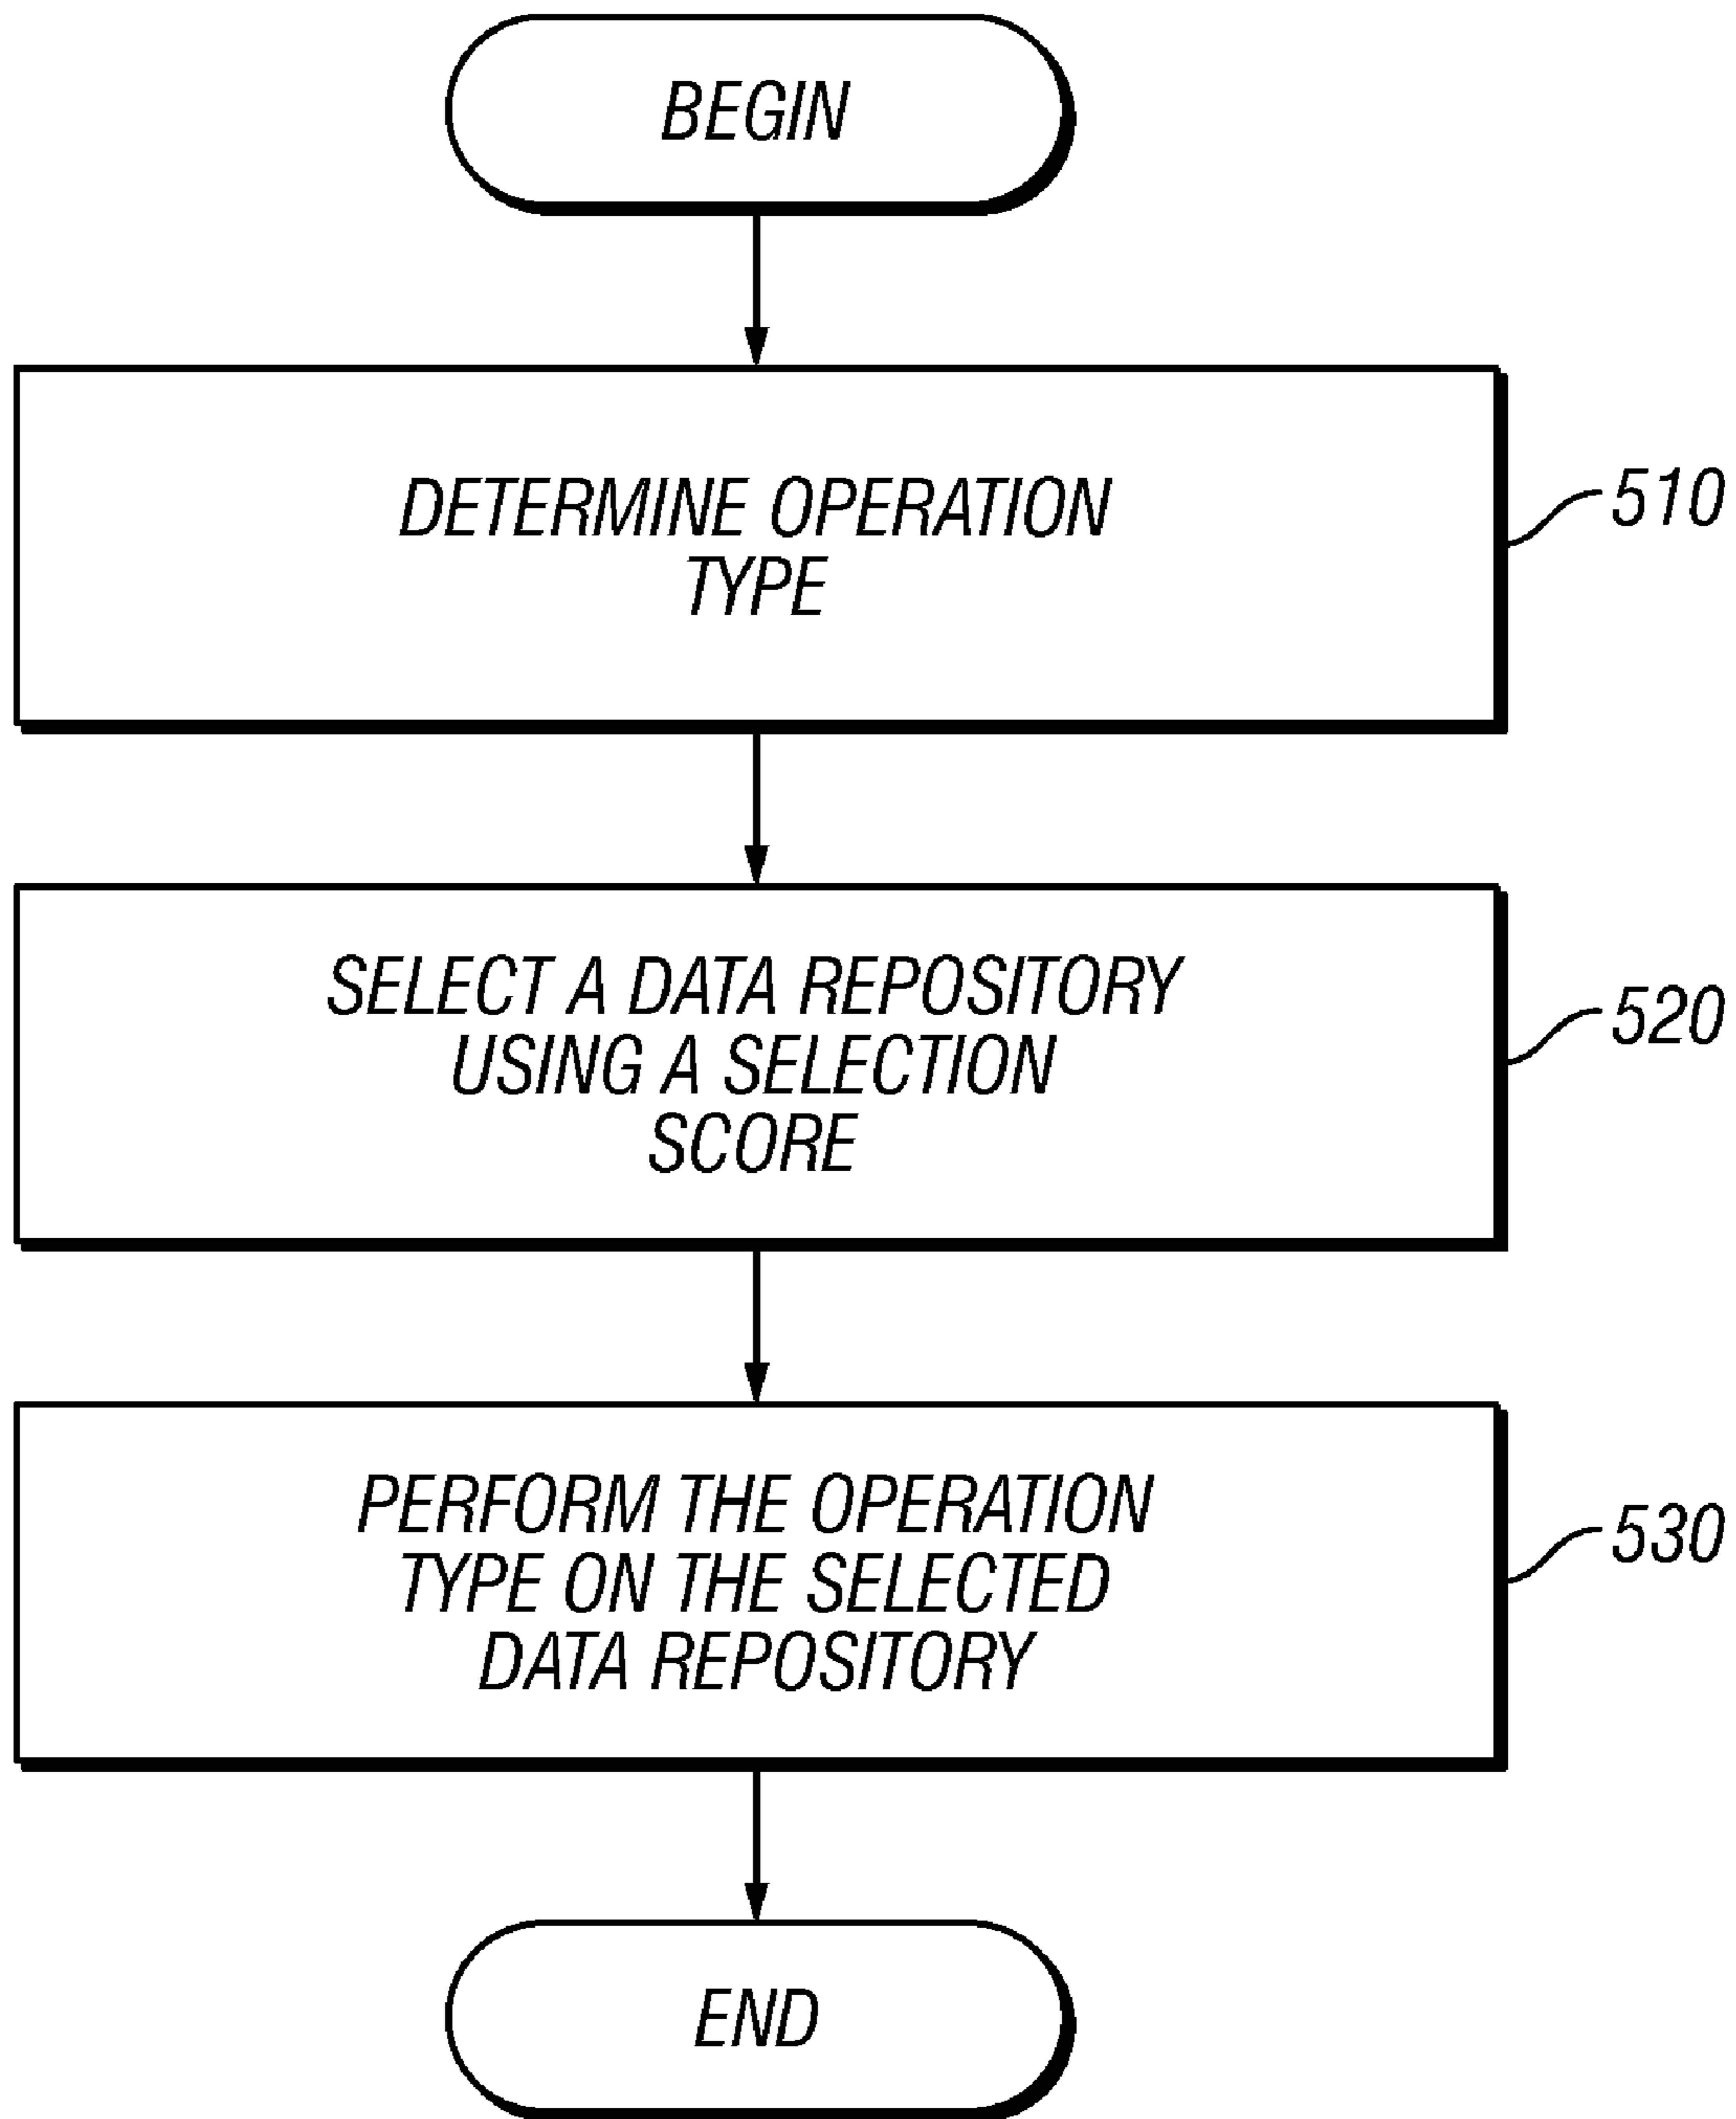 BEGIN
DETERMINE OPERATION
TYPE
510
SELECT A DATA REPOSITORY
USING A SELECTION
SCORE
520
PERFORM THE OPERATION
TYPE ON THE SELECTED
DATA REPOSITORY
530
END